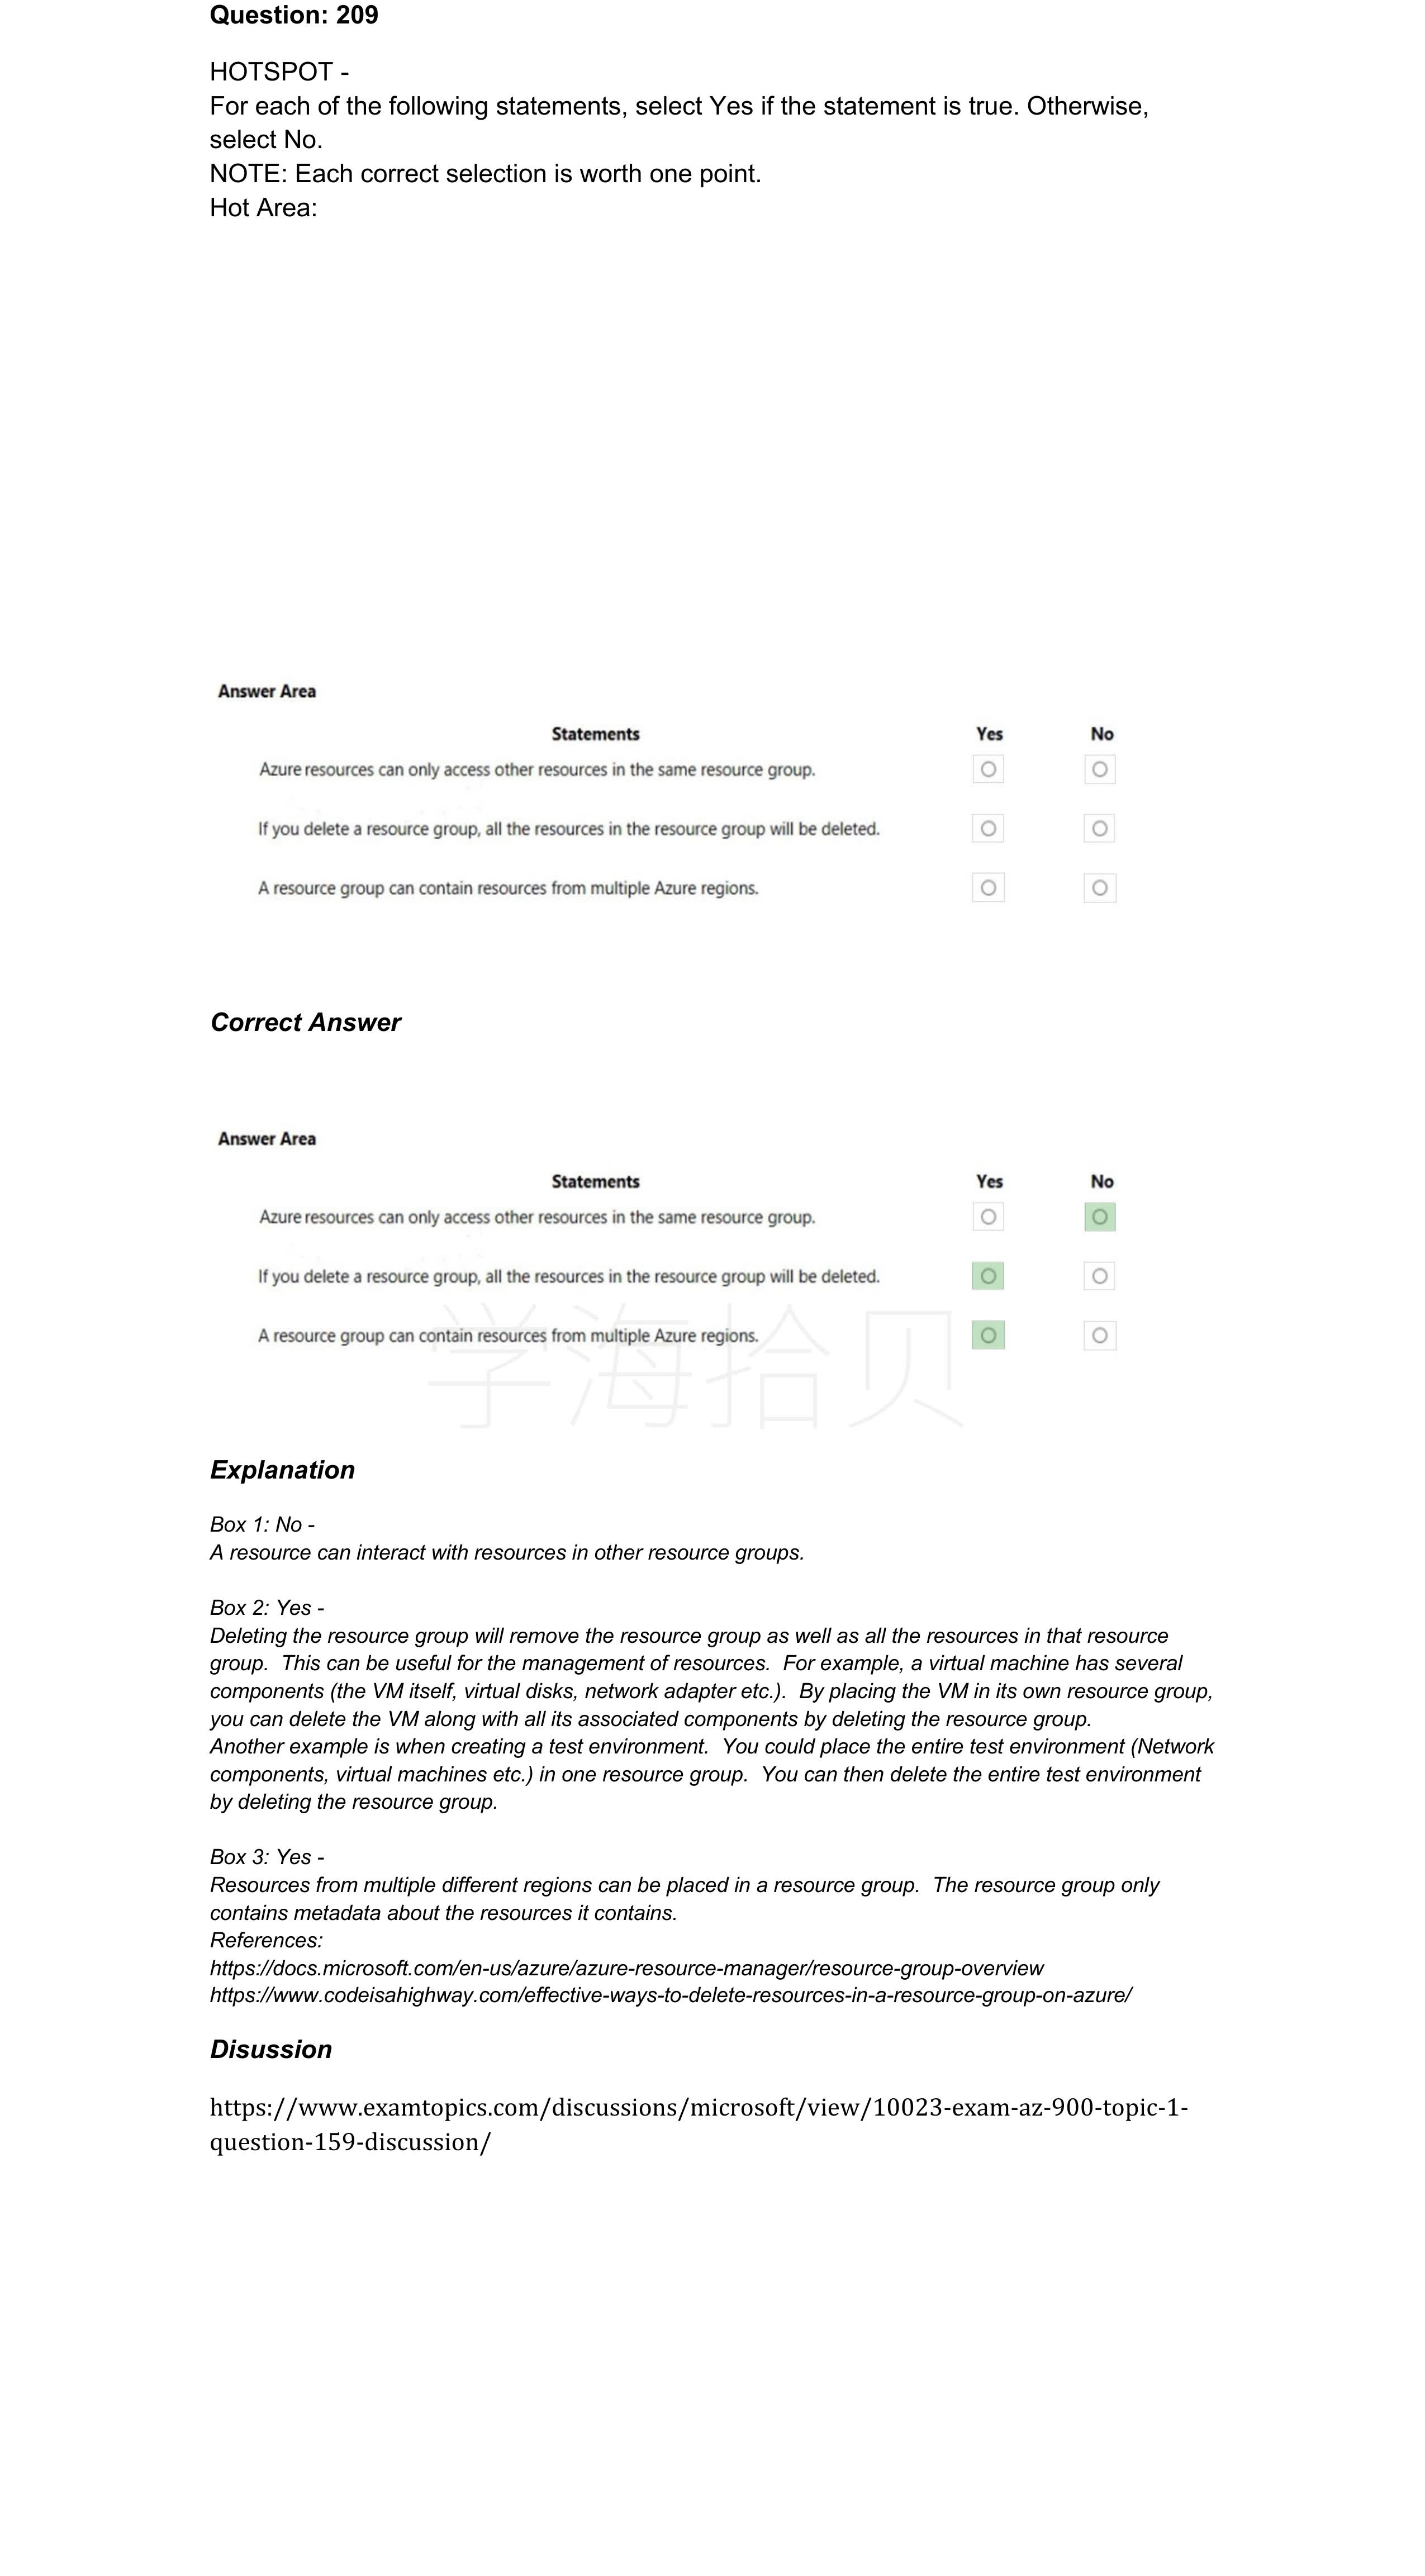 Question: 209
HOTSPOT -
For each of the following statements, select Yes if the statement is true. Otherwise,
select No.
NOTE: Each correct selection is worth one point.
Hot Area:
Answer Area
Statements Yes No
Azure resources can only access other resources in the same resource group.
If you delete a resource group, all the resources in the resource group will be deleted.
A resource group can contain resources from multiple Azure regions.
Correct Answer
Answer Area
Statements Yes No
Azure resources can only access other resources in the same resource group.
If you delete a resource group, all the resources in the resource group will be deleted.
A resource group can contain resources from multiple Azure regions.
学海拾贝
Explanation
Box 1: No -
A resource can interact with resources in other resource groups.
Box 2: Yes -
Deleting the resource group will remove the resource group as well as all the resources in that resource
group.  This can be useful for the management of resources.  For example, a virtual machine has several
components (the VM itself, virtual disks, network adapter etc.).  By placing the VM in its own resource group,
you can delete the VM along with all its associated components by deleting the resource group.
Another example is when creating a test environment.  You could place the entire test environment (Network
components, virtual machines etc.) in one resource group.  You can then delete the entire test environment
by deleting the resource group.
Box 3: Yes -
Resources from multiple different regions can be placed in a resource group.  The resource group only
contains metadata about the resources it contains.
References:
https://docs.microsoft.com/en-us/azure/azure-resource-manager/resource-group-overview
https://www.codeisahighway.com/effective-ways-to-delete-resources-in-a-resource-group-on-azure/
Disussion
https://www.examtopics.com/discussions/microsoft/view/10023-exam-az-900-topic-1-
question-159-discussion/